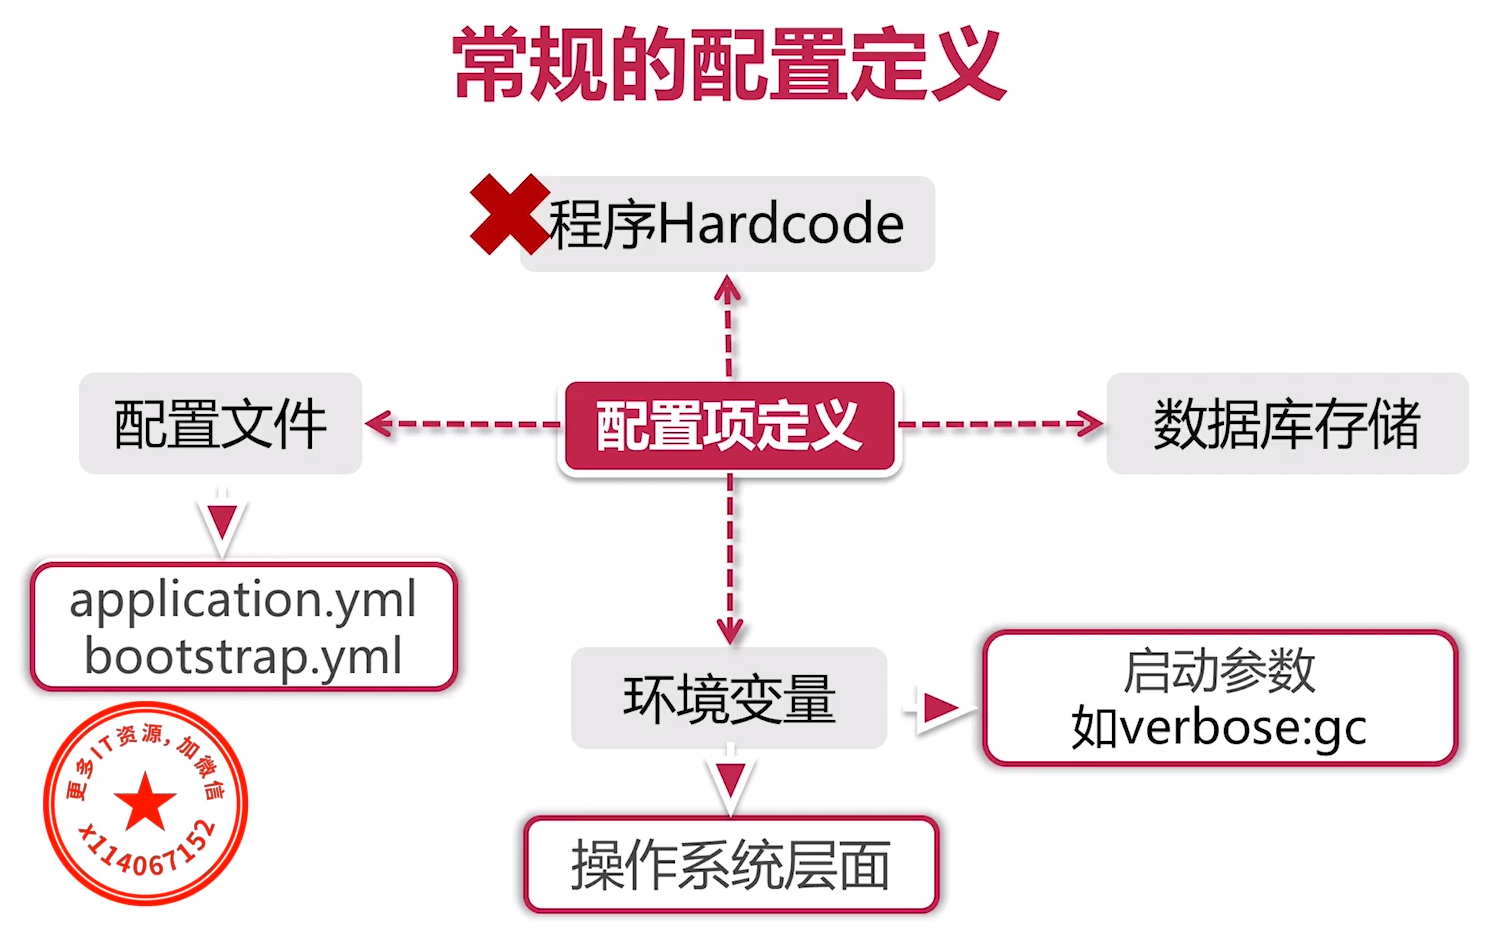 常规的配置定义
程序Hardcode
配置文件
配置项定义
数据库存储
application.yml
bootstrap.yml
环境变量
启动参数
如verbose:gc
操作系统层面
更多IT资源，加微信
x114067152